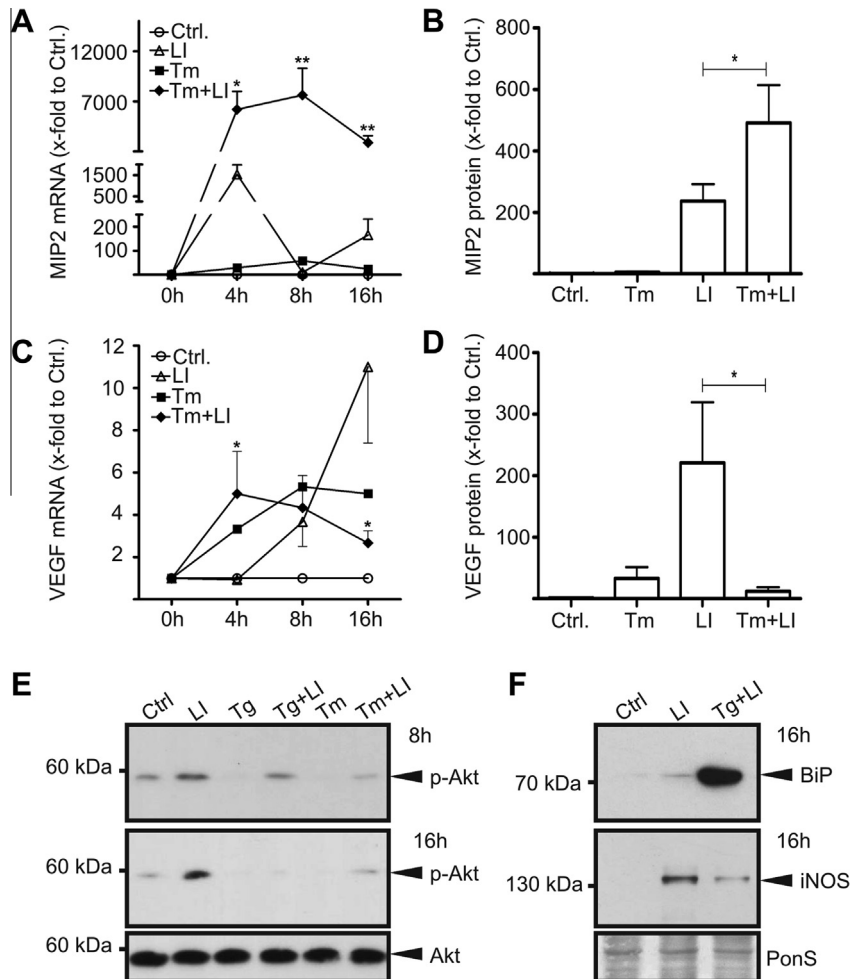 A
MIP2 mRNA (x-fold to Ctrl.)
12000
7000
1500
500
200
100
Ctrl.
LI
Tm
Tm+LI
*
**
**
0h 4h 8h 16h
B
MIP2 protein (x-fold to Ctrl.)
800
600
400
200
*
Ctrl. Tm LI Tm+LI
C
VEGF mRNA (x-fold to Ctrl.)
12
10
8
6
4
2
Ctrl.
LI
Tm
Tm+LI
*
*
0h 4h 8h 16h
D
VEGF protein (x-fold to Ctrl.)
400
300
200
100
*
Ctrl. Tm LI Tm+LI
E
Ctrl LI Tg Tg+LI Tm Tm+LI
8h
60 kDa
p-Akt
16h
60 kDa
p-Akt
60 kDa
Akt
F
Ctrl LI Tg+LI
16h
70 kDa
BiP
16h
130 kDa
iNOS
PonS